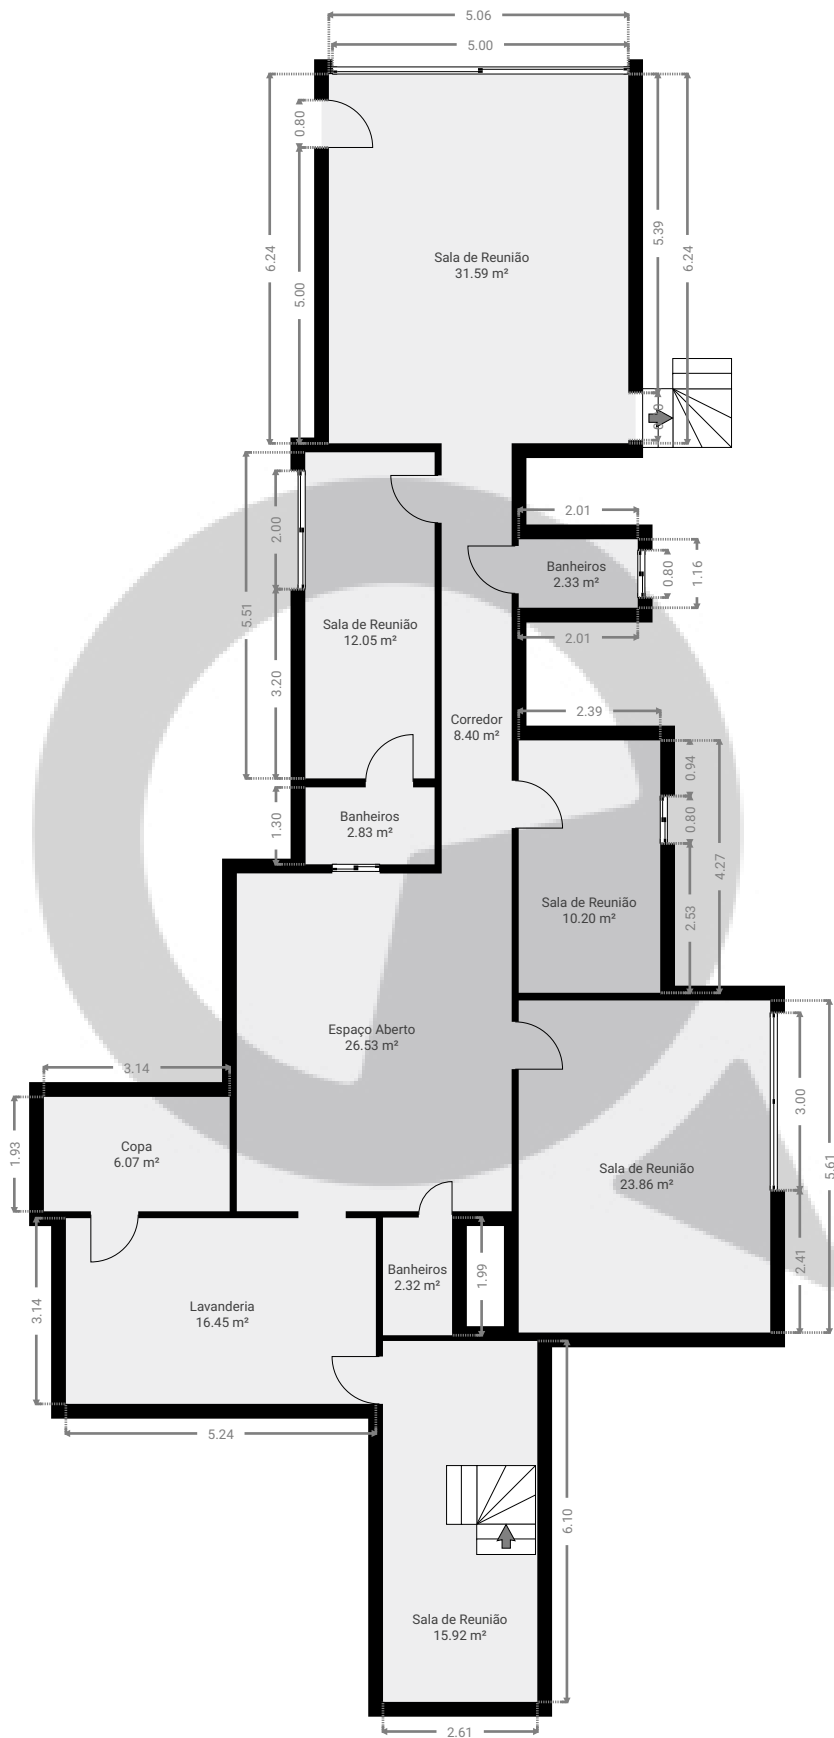 5.06
5.00
0.80
6.24
5.00
5.39
6.24
Sala de Reunião
31.59 m²
5.51
2.00
3.20
Sala de Reunião
12.05 m²
2.01
Banheiros
2.33 m²
0.80
1.16
2.01
Corredor
8.40 m²
2.39
0.94
0.80
2.53
4.27
1.30
Banheiros
2.83 m²
Sala de Reunião
10.20 m²
Espaço Aberto
26.53 m²
3.14
1.93
Copa
6.07 m²
Sala de Reunião
23.86 m²
3.00
5.61
2.41
3.14
Lavanderia
16.45 m²
Banheiros
2.32 m²
1.99
5.24
6.10
Sala de Reunião
15.92 m²
2.61